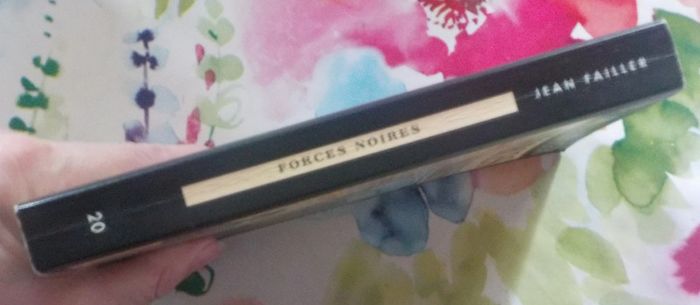 20
FORCES NOIRES
JEAN FAILLER